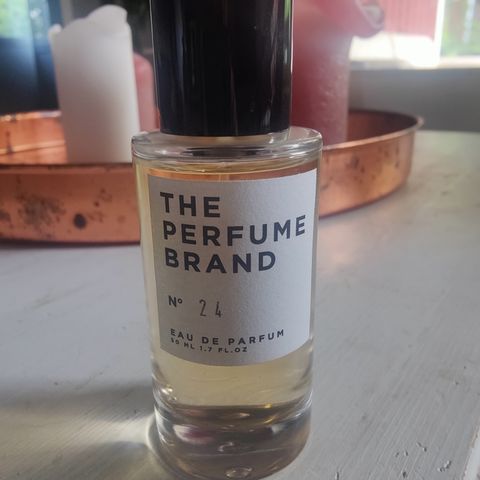 THE
PERFUME
BRAND
Nº 24
EAU DE PARFUM
50 ML 1.7 FL.OZ